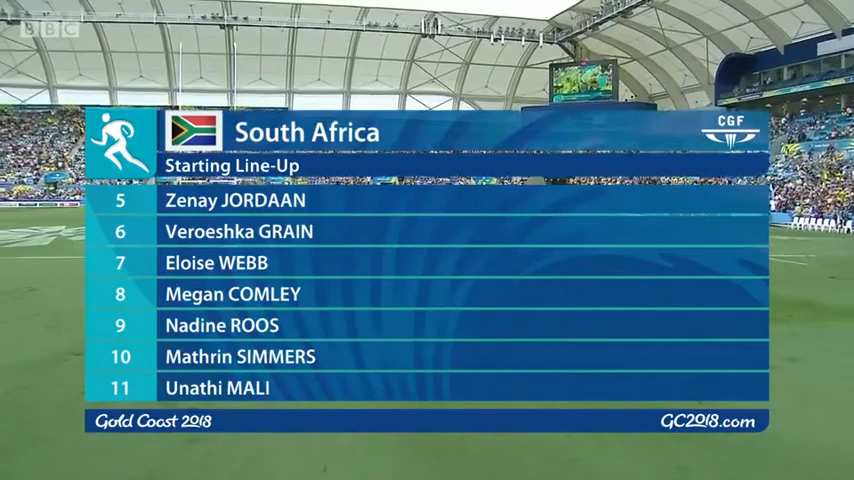 BBC
South Africa
CGF
Starting Line-Up
5 Zenay JORDAAN
6 Veroeshka GRAIN
7 Eloise WEBB
8 Megan COMLEY
9 Nadine ROOS
10 Mathrin SIMMERS
11 Unathi MALI
Gold Coast 2018 GC2018.com